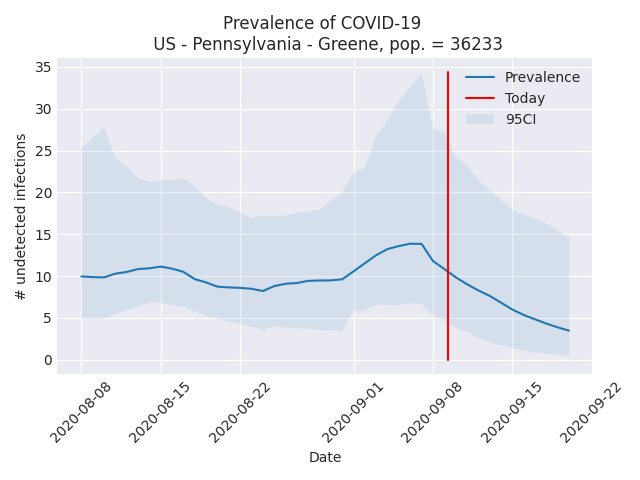 Prevalence of COVID-19
US - Pennsylvania - Greene, pop. = 36233
35
30
25
20
15
10
5
0
# undetected infections
Prevalence
Today
95CI
2020-08-08
2020-08-15
2020-08-22
2020-09-01
2020-09-08
2020-09-15
2020-09-22
Date